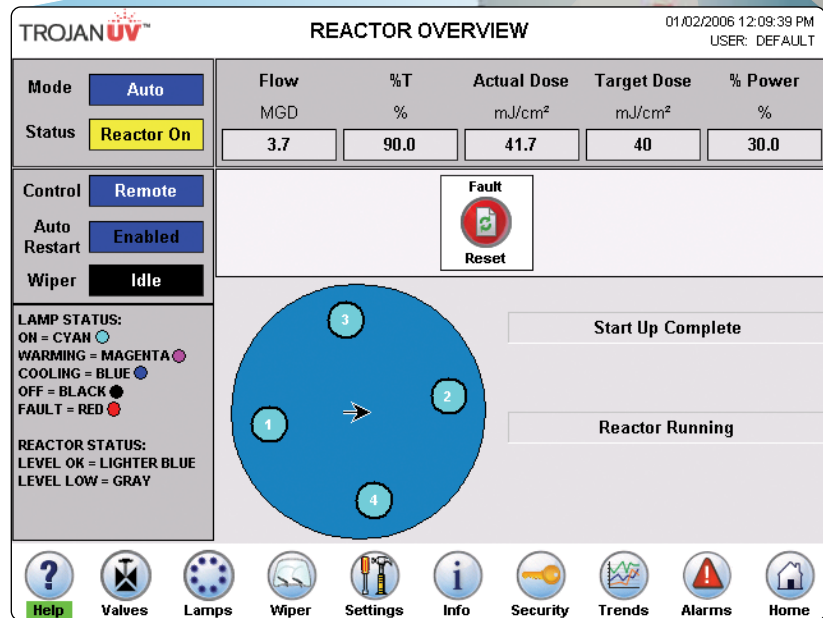 TROJANUV™
REACTOR OVERVIEW
01/02/2006 12:09:39 PM
USER: DEFAULT
Mode Auto
Status Reactor On
Flow %T Actual Dose Target Dose % Power
MGD % mJ/cm² mJ/cm² %
3.7 90.0 41.7 40 30.0
Control Remote
Auto
Restart Enabled
Wiper Idle
Fault
Reset
LAMP STATUS:
ON = CYAN
WARMING = MAGENTA
COOLING = BLUE
OFF = BLACK
FAULT = RED
REACTOR STATUS:
LEVEL OK = LIGHTER BLUE
LEVEL LOW = GRAY
3
2
1
4
Start Up Complete
Reactor Running
? i !
Help Valves Lamps Wiper Settings Info Security Trends Alarms Home